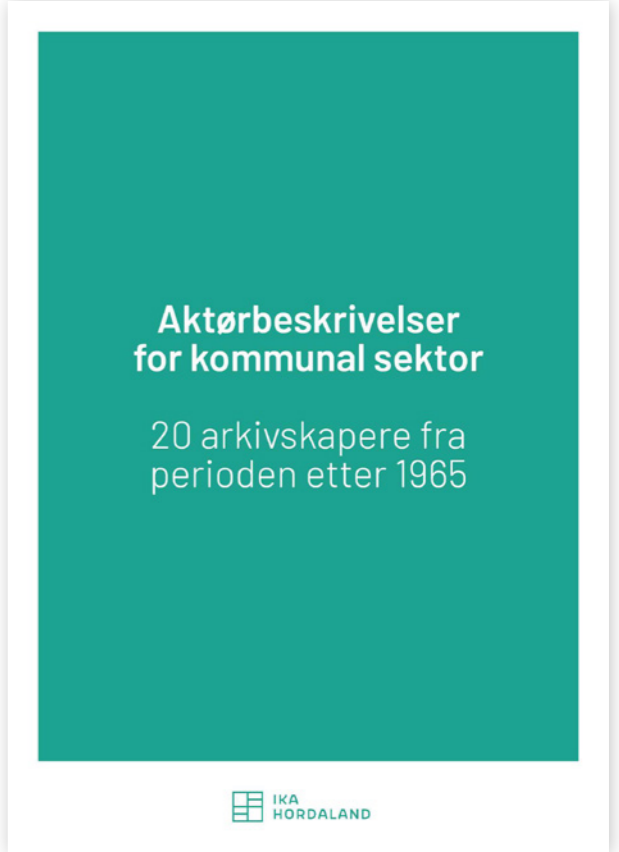 Aktørbeskrivelser
for kommunal sektor
20 arkivskapere fra
perioden etter 1965
IKA
HORDALAND